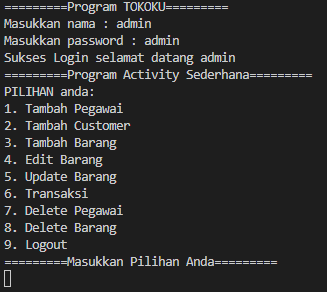 =========Program TOKOKU=========
Masukkan nama : admin
Masukkan password : admin
Sukses Login selamat datang admin
=========Program Activity Sederhana=========
PILIHAN anda:
1. Tambah Pegawai
2. Tambah Customer
3. Tambah Barang
4. Edit Barang
5. Update Barang
6. Transaksi
7. Delete Pegawai
8. Delete Barang
9. Logout
=========Masukkan Pilihan Anda=========